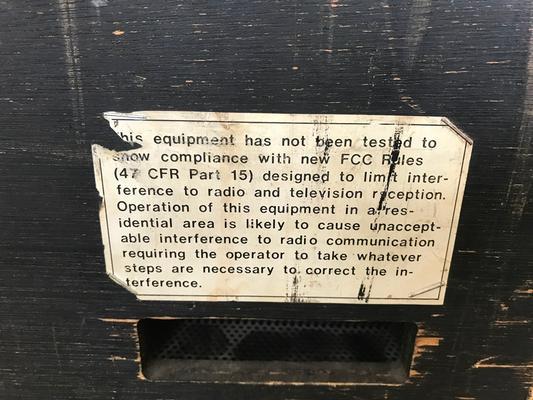 This equipment has not been tested to
show compliance with new FCC Rules
(47 CFR Part 15) designed to limit inter-
ference to radio and television reception.
Operation of this equipment in a res-
idential area is likely to cause unaccept-
able interference to radio communication
requiring the operator to take whatever
steps are necessary to correct the in-
terference.